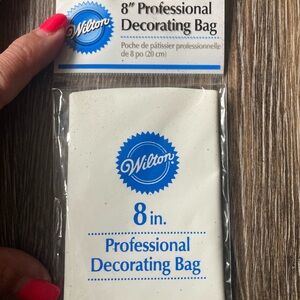 Wilton
8" Professional
Decorating Bag
Poche de pâtissier professionnelle
de 8 po (20 cm)
Wilton
8 in.
Professional
Decorating Bag